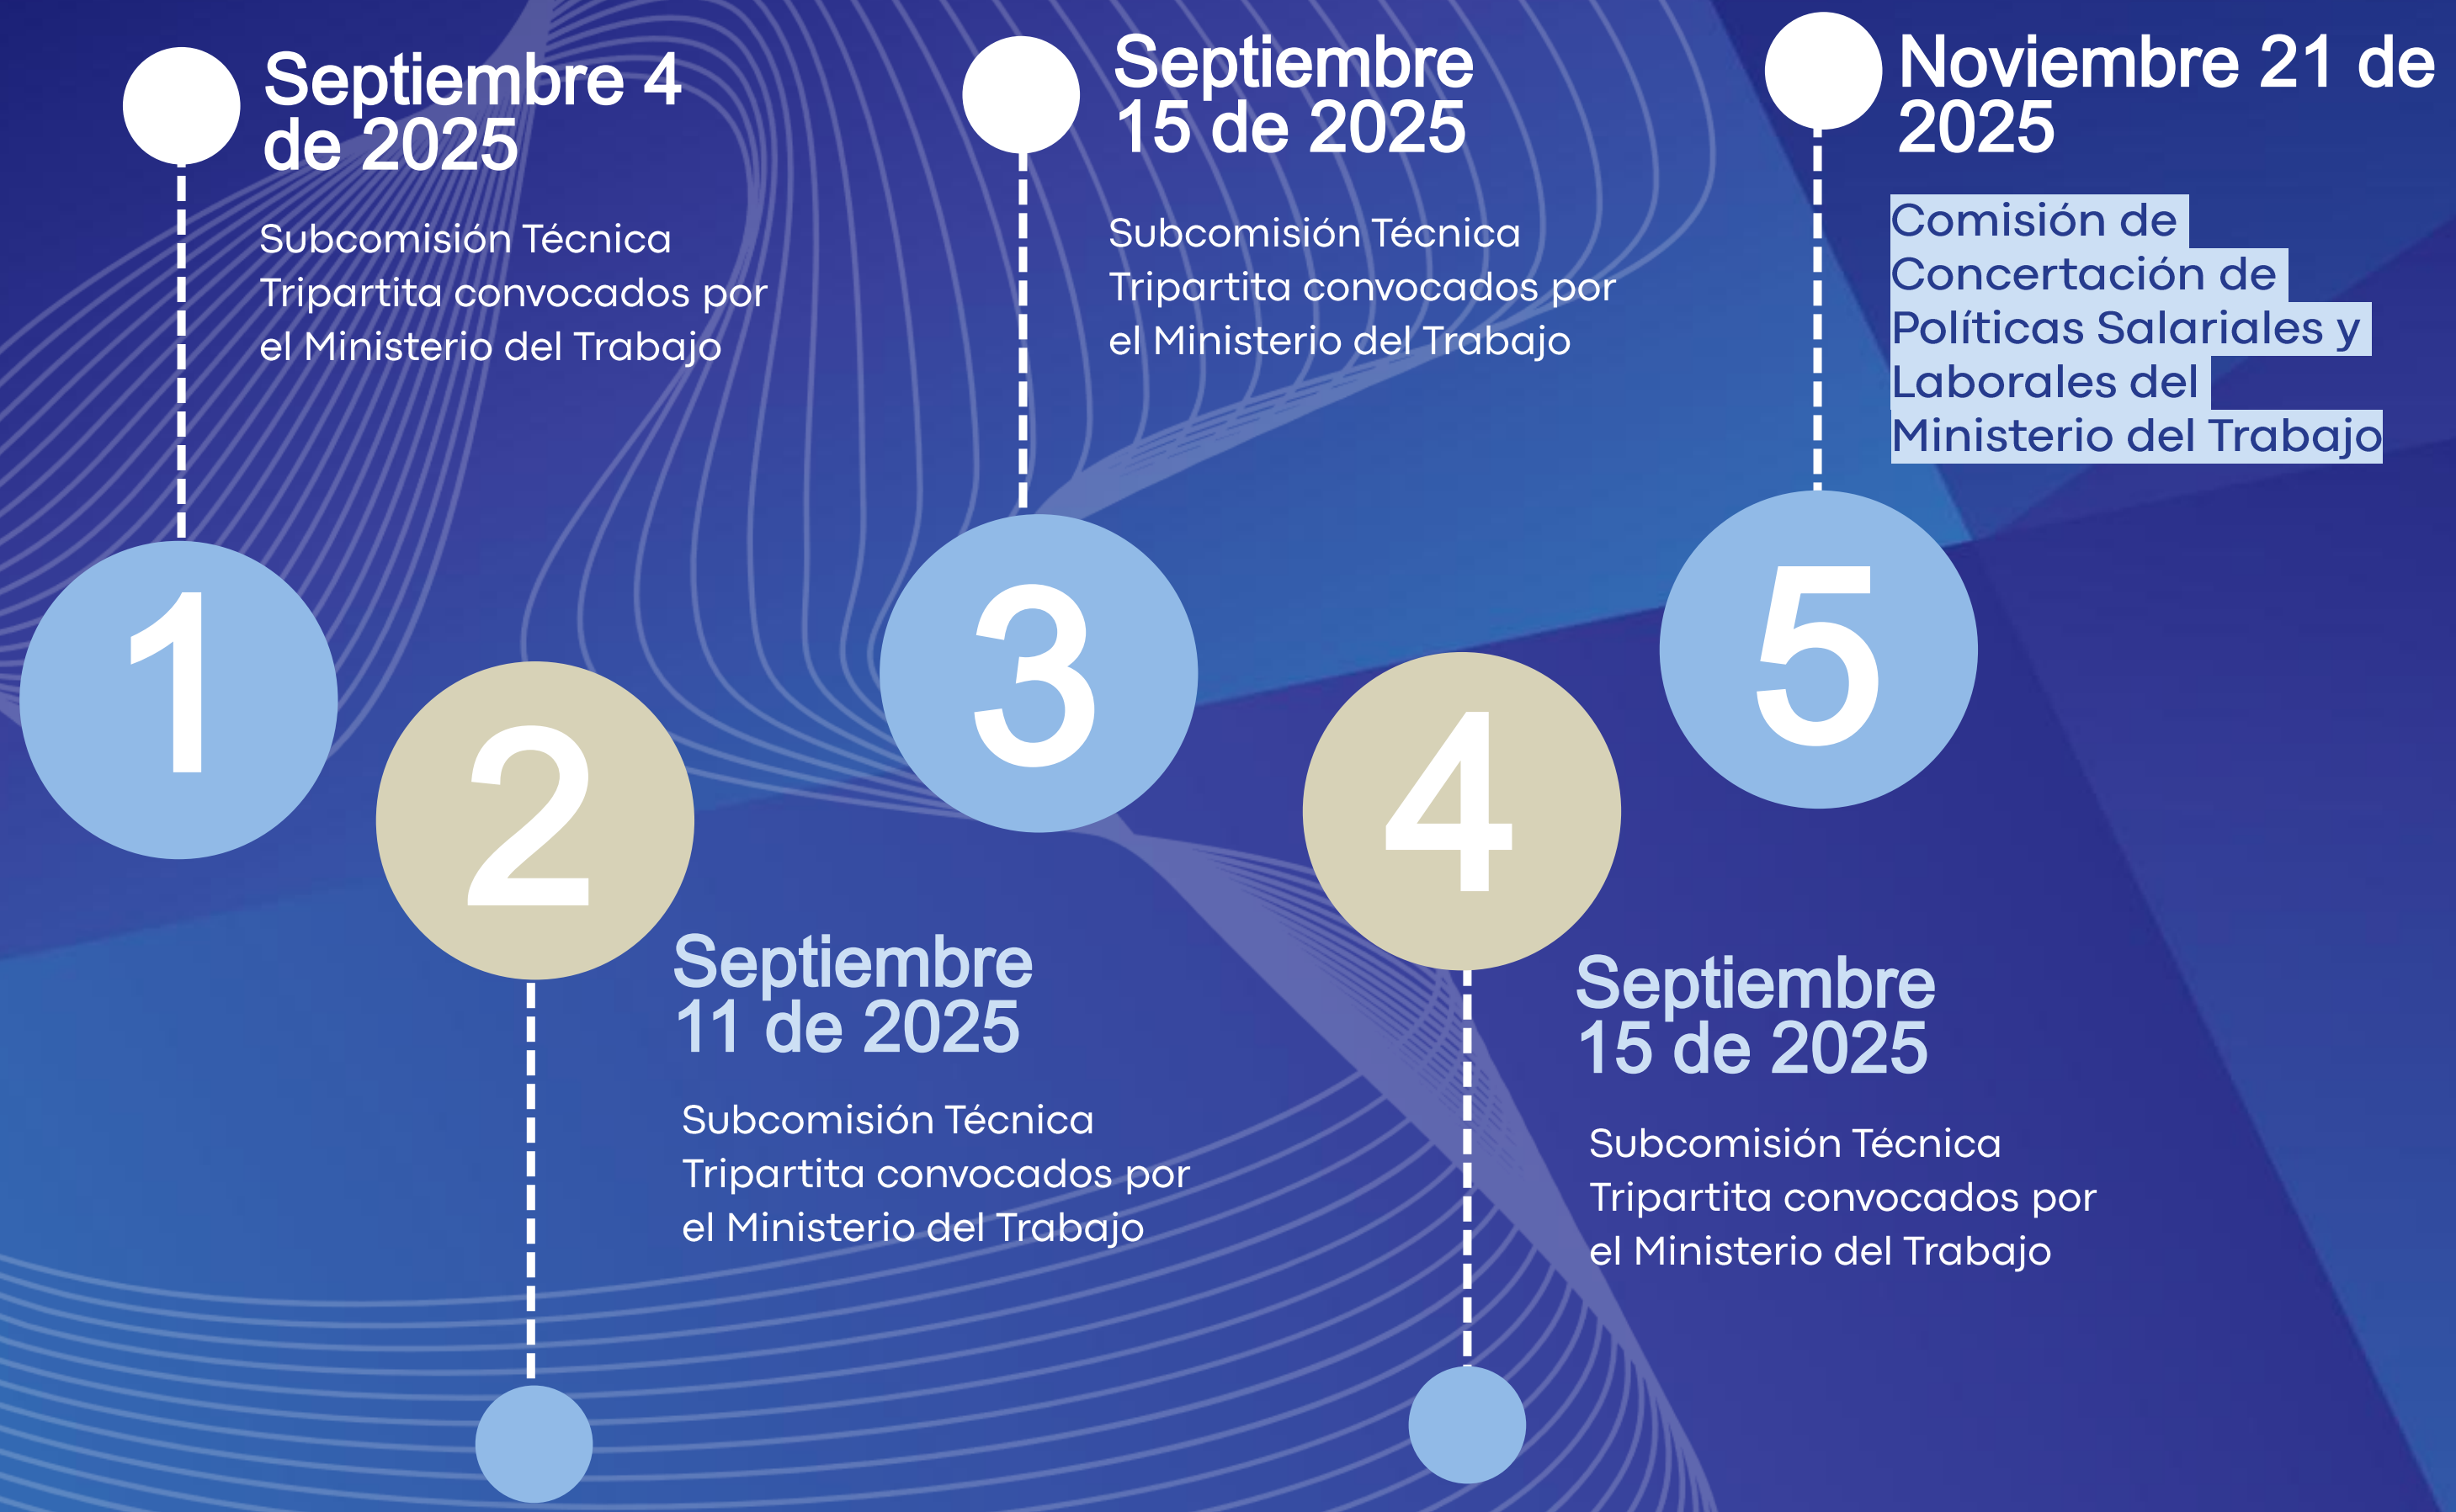 1
Septiembre 4
de 2025
Subcomisión Técnica
Tripartita convocados por
el Ministerio del Trabajo
2
Septiembre
11 de 2025
Subcomisión Técnica
Tripartita convocados por
el Ministerio del Trabajo
3
Septiembre
15 de 2025
Subcomisión Técnica
Tripartita convocados por
el Ministerio del Trabajo
4
Septiembre
15 de 2025
Subcomisión Técnica
Tripartita convocados por
el Ministerio del Trabajo
5
Noviembre 21 de
2025
Comisión de
Concertación de
Políticas Salariales y
Laborales del
Ministerio del Trabajo